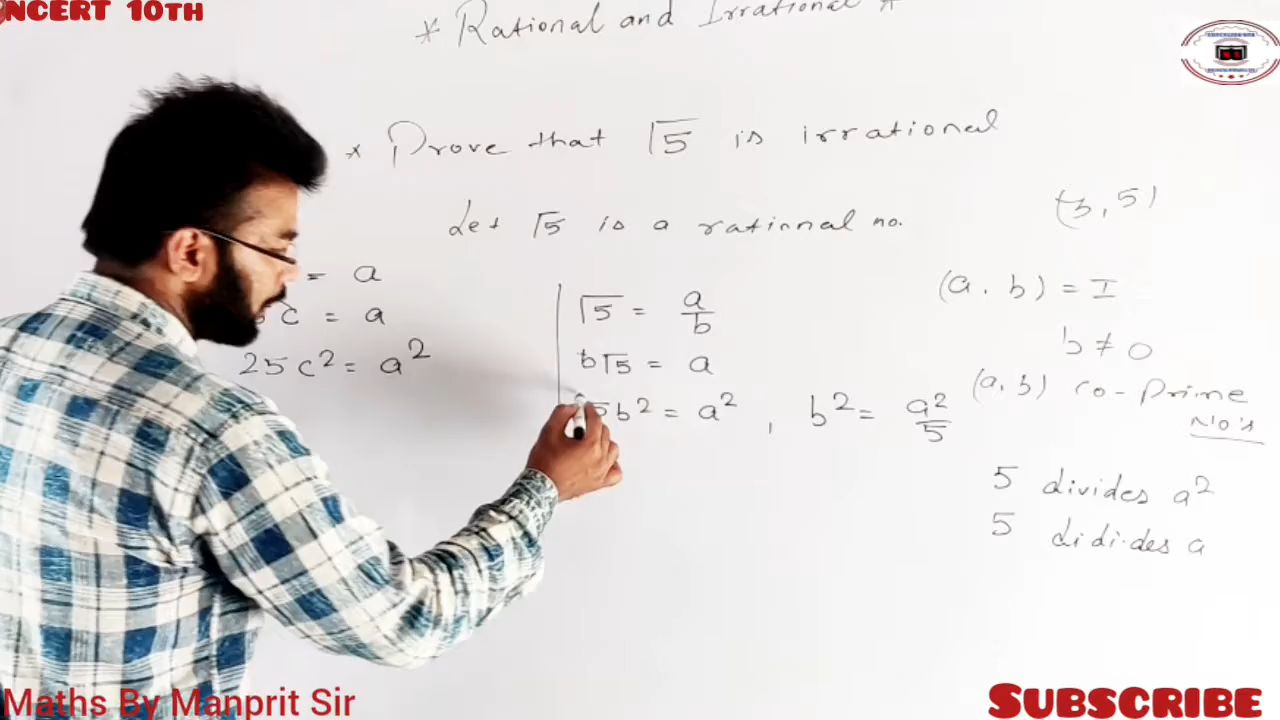 NCERT 10TH
* Rational and Irrational *
* Prove that √5 is irrational
Let √5 is a rational no.
(3, 5)
= a
c = a
25c² = a²
√5 = a/b
b√5 = a
5b² = a² , b² = a²/5
(a, b) = I
b ≠ 0
(a, b) co-Prime
No's
5 divides a²
5 didides a
Maths By Manprit Sir
SUBSCRIBE